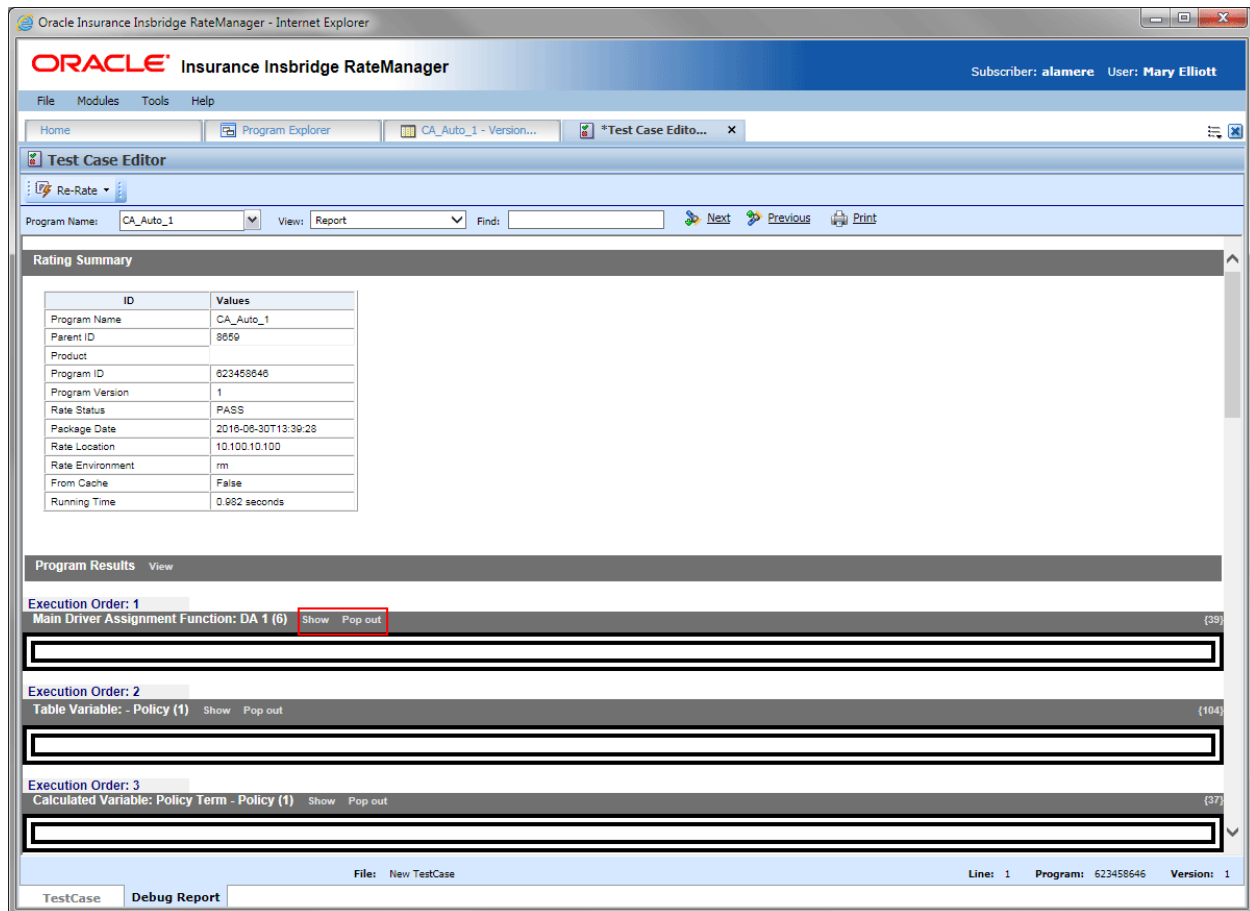 Oracle Insurance Insbridge RateManager - Internet Explorer
ORACLE Insurance Insbridge RateManager
Subscriber: alamere User: Mary Elliott
File Modules Tools Help
Home Program Explorer CA_Auto_1 - Version... *Test Case Edito... x
Test Case Editor
Re-Rate
Program Name: CA_Auto_1 View: Report Find: Next Previous Print
Rating Summary
ID Values
Program Name CA_Auto_1
Parent ID 8659
Product
Program ID 623458646
Program Version 1
Rate Status PASS
Package Date 2016-06-30T13:39:28
Rate Location 10.100.10.100
Rate Environment rm
From Cache False
Running Time 0.982 seconds
Program Results View
Execution Order: 1
Main Driver Assignment Function: DA 1 (6) Show Pop out {39}
Execution Order: 2
Table Variable: - Policy (1) Show Pop out {104}
Execution Order: 3
Calculated Variable: Policy Term - Policy (1) Show Pop out {37}
File: New TestCase Line: 1 Program: 623458646 Version: 1
TestCase Debug Report